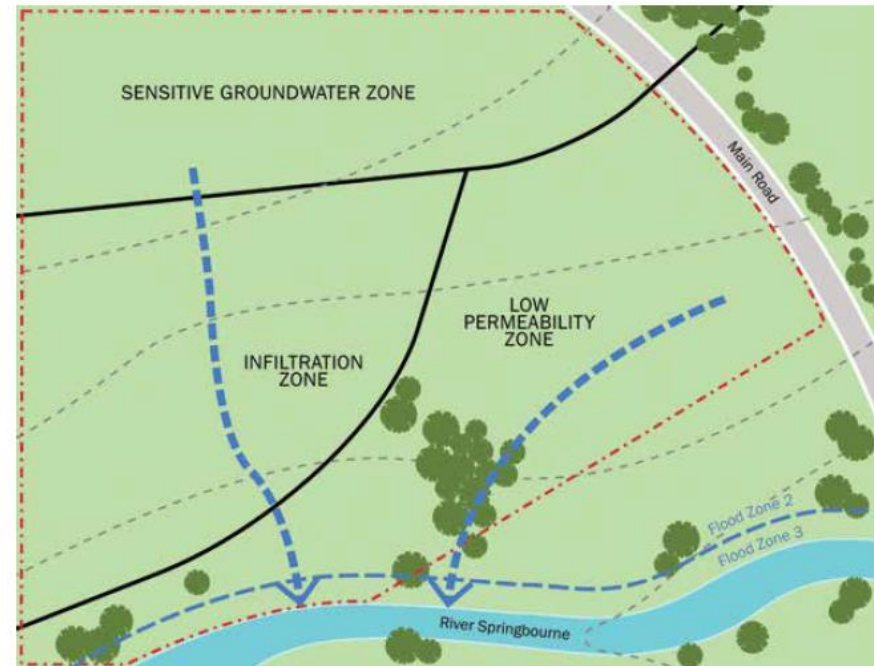 SENSITIVE GROUNDWATER ZONE
Main Road
LOW
PERMEABILITY
ZONE
INFILTRATION
ZONE
Flood Zone 2
Flood Zone 3
River Springbourne